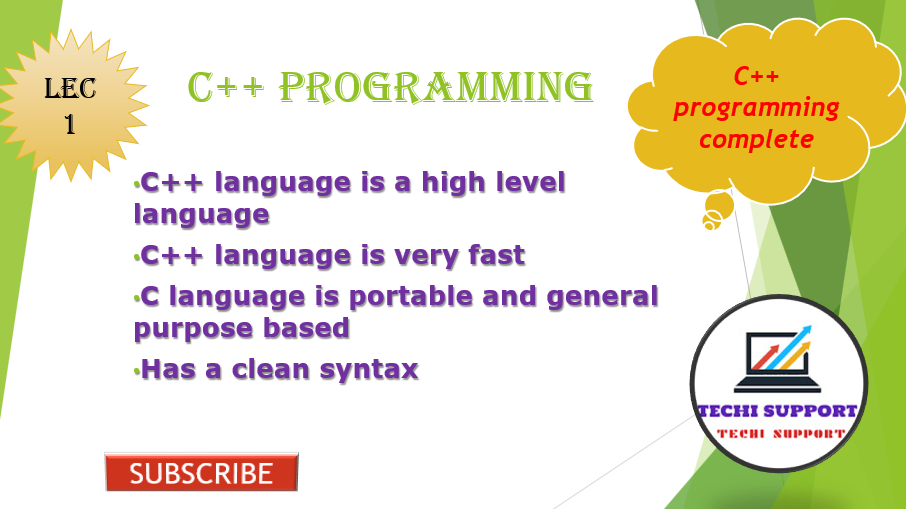 LEC
1
C++ PROGRAMMING
C++
programming
complete
•C++ language is a high level
language
•C++ language is very fast
•C language is portable and general
purpose based
•Has a clean syntax
TECHI SUPPORT
TECHI SUPPORT
SUBSCRIBE